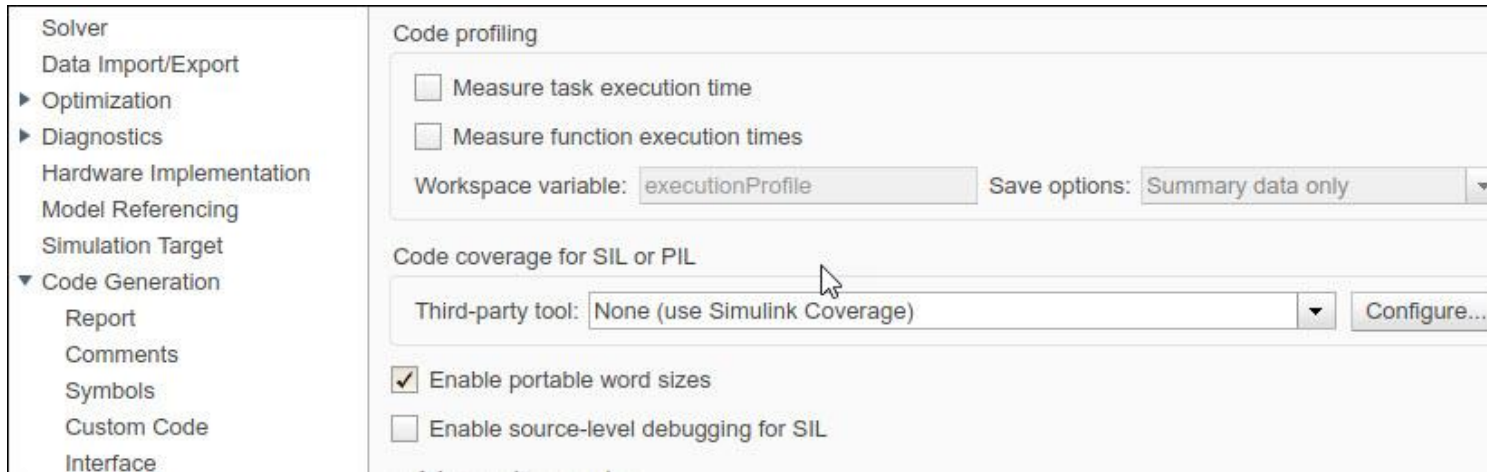 Solver
Data Import/Export
Optimization
Diagnostics
Hardware Implementation
Model Referencing
Simulation Target
Code Generation
Report
Comments
Symbols
Custom Code
Interface
Code profiling
Measure task execution time
Measure function execution times
Workspace variable: executionProfile Save options: Summary data only
Code coverage for SIL or PIL
Third-party tool: None (use Simulink Coverage) Configure...
Enable portable word sizes
Enable source-level debugging for SIL